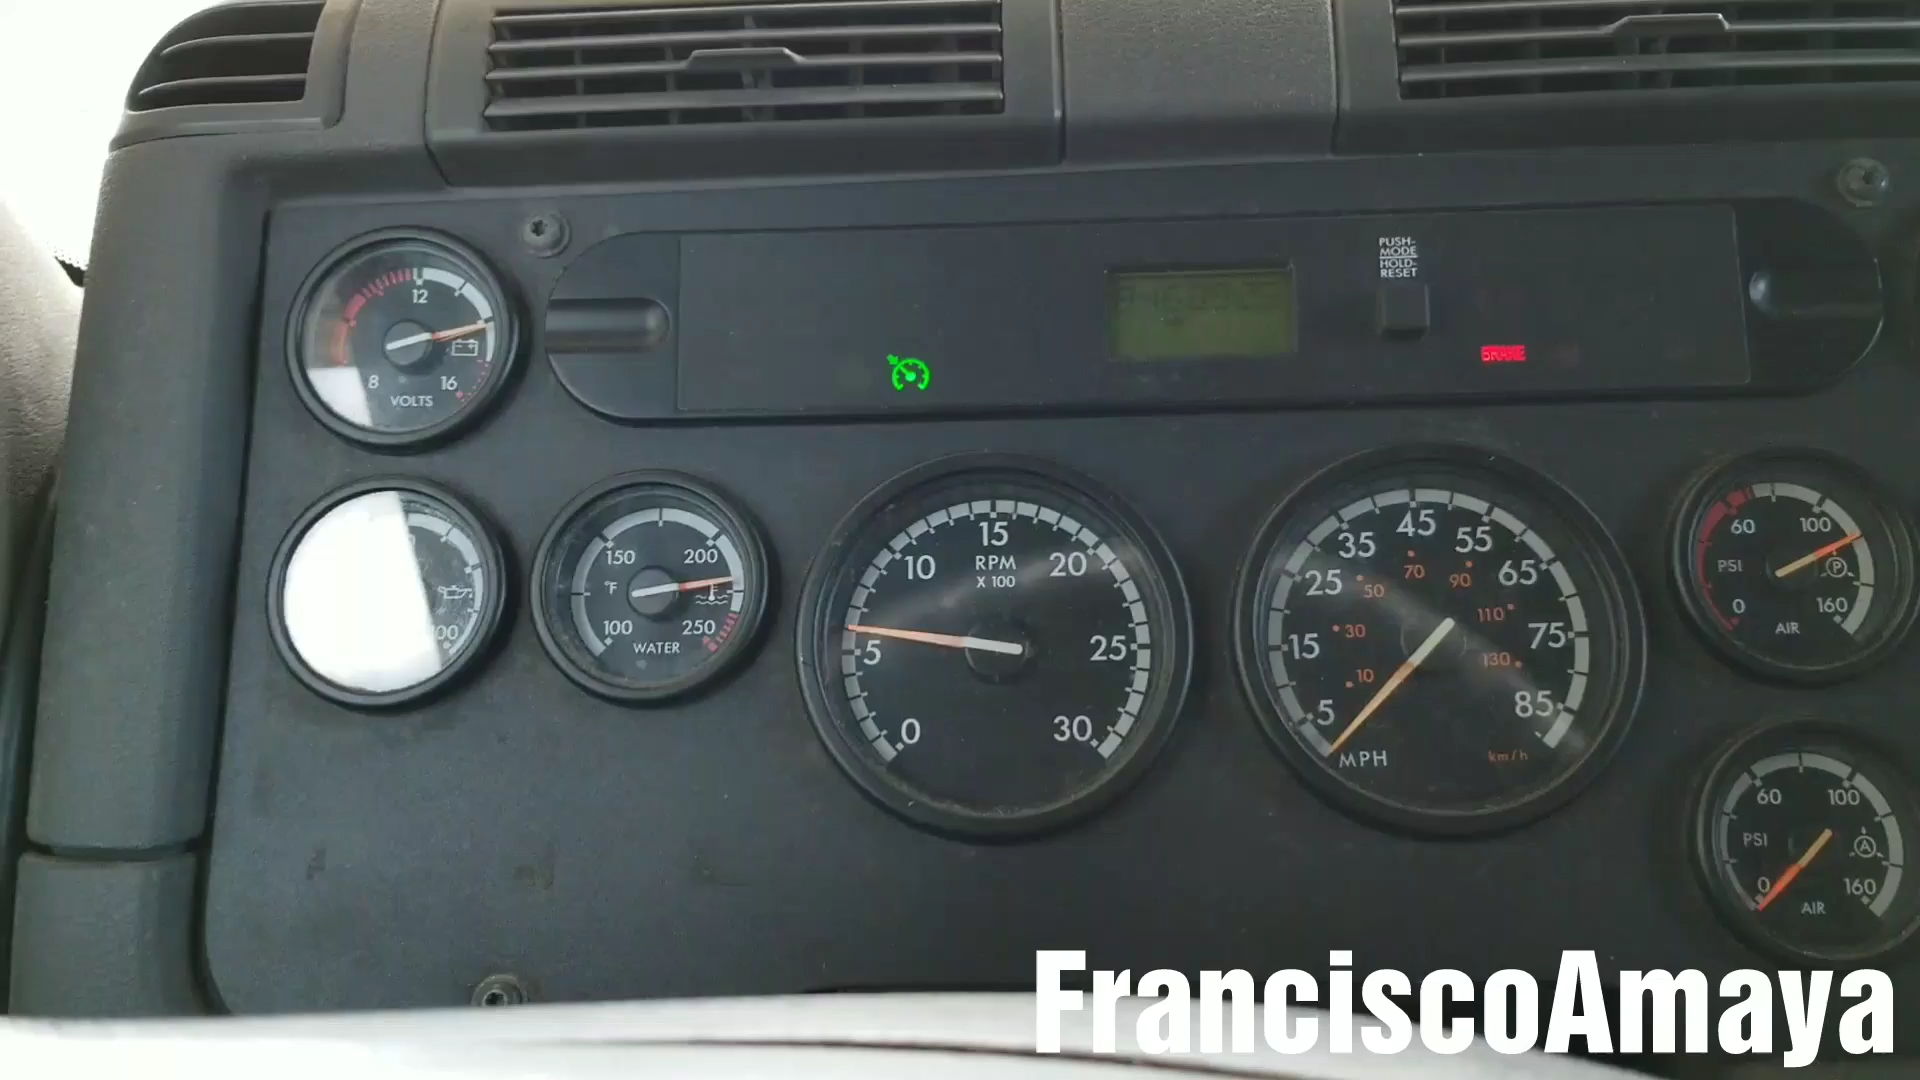 PUSH-
MODE
HOLD-
RESET
BRAKE
12
8 16
VOLTS
00
150 200
°F
100 250
WATER
15
RPM
X 100
10 20
5 25
0 30
45
35 55
25 65
15 75
5 85
70
50 90
30 110
10 130
MPH km/h
60 100
PSI P
0 160
AIR
60 100
PSI A
0 160
AIR
FranciscoAmaya